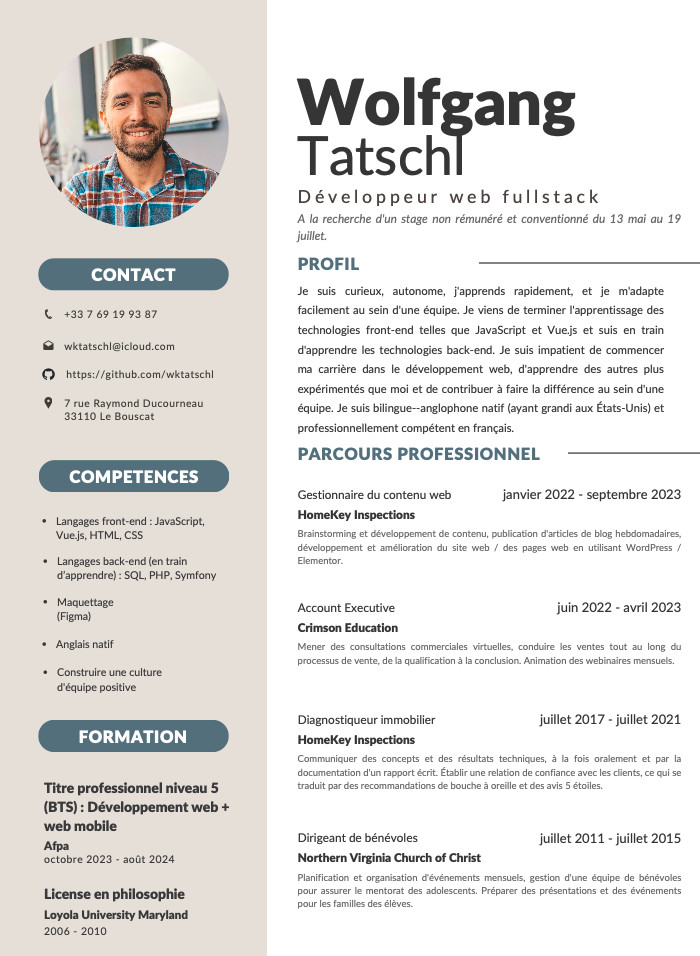 Wolfgang
Tatschl
Développeur web fullstack
A la recherche d'un stage non rémunéré et conventionné du 13 mai au 19
juillet.
CONTACT
+33 7 69 19 93 87
wktatschl@icloud.com
https://github.com/wktatschl
7 rue Raymond Ducourneau
33110 Le Bouscat
COMPETENCES
• Langages front-end : JavaScript,
Vue.js, HTML, CSS
• Langages back-end (en train
d'apprendre) : SQL, PHP, Symfony
• Maquettage
(Figma)
• Anglais natif
• Construire une culture
d'équipe positive
FORMATION
Titre professionnel niveau 5
(BTS) : Développement web +
web mobile
Afpa
octobre 2023 - août 2024
License en philosophie
Loyola University Maryland
2006 - 2010
PROFIL
Je suis curieux, autonome, j'apprends rapidement, et je m'adapte
facilement au sein d'une équipe. Je viens de terminer l'apprentissage des
technologies front-end telles que JavaScript et Vue.js et suis en train
d'apprendre les technologies back-end. Je suis impatient de commencer
ma carrière dans le développement web, d'apprendre des autres plus
expérimentés que moi et de contribuer à faire la différence au sein d'une
équipe. Je suis bilingue--anglophone natif (ayant grandi aux États-Unis) et
professionnellement compétent en français.
PARCOURS PROFESSIONNEL
Gestionnaire du contenu web janvier 2022 - septembre 2023
HomeKey Inspections
Brainstorming et développement de contenu, publication d'articles de blog hebdomadaires,
développement et amélioration du site web / des pages web en utilisant WordPress /
Elementor.
Account Executive juin 2022 - avril 2023
Crimson Education
Mener des consultations commerciales virtuelles, conduire les ventes tout au long du
processus de vente, de la qualification à la conclusion. Animation des webinaires mensuels.
Diagnostiqueur immobilier juillet 2017 - juillet 2021
HomeKey Inspections
Communiquer des concepts et des résultats techniques, à la fois oralement et par la
documentation d'un rapport écrit. Établir une relation de confiance avec les clients, ce qui se
traduit par des recommandations de bouche à oreille et des avis 5 étoiles.
Dirigeant de bénévoles juillet 2011 - juillet 2015
Northern Virginia Church of Christ
Planification et organisation d'événements mensuels, gestion d'une équipe de bénévoles
pour assurer le mentorat des adolescents. Préparer des présentations et des événements
pour les familles des élèves.